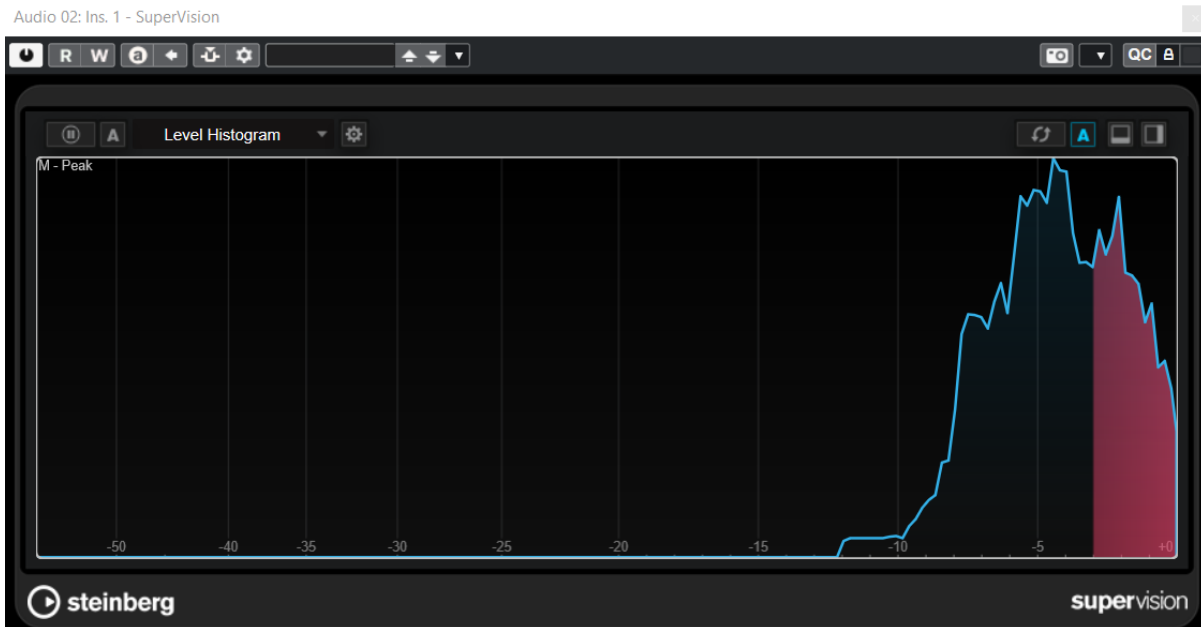 Audio 02: Ins. 1 - SuperVision
R W a QC
A Level Histogram A
M - Peak
-50 -40 -35 -30 -25 -20 -15 -10 -5 +0
steinberg supervision